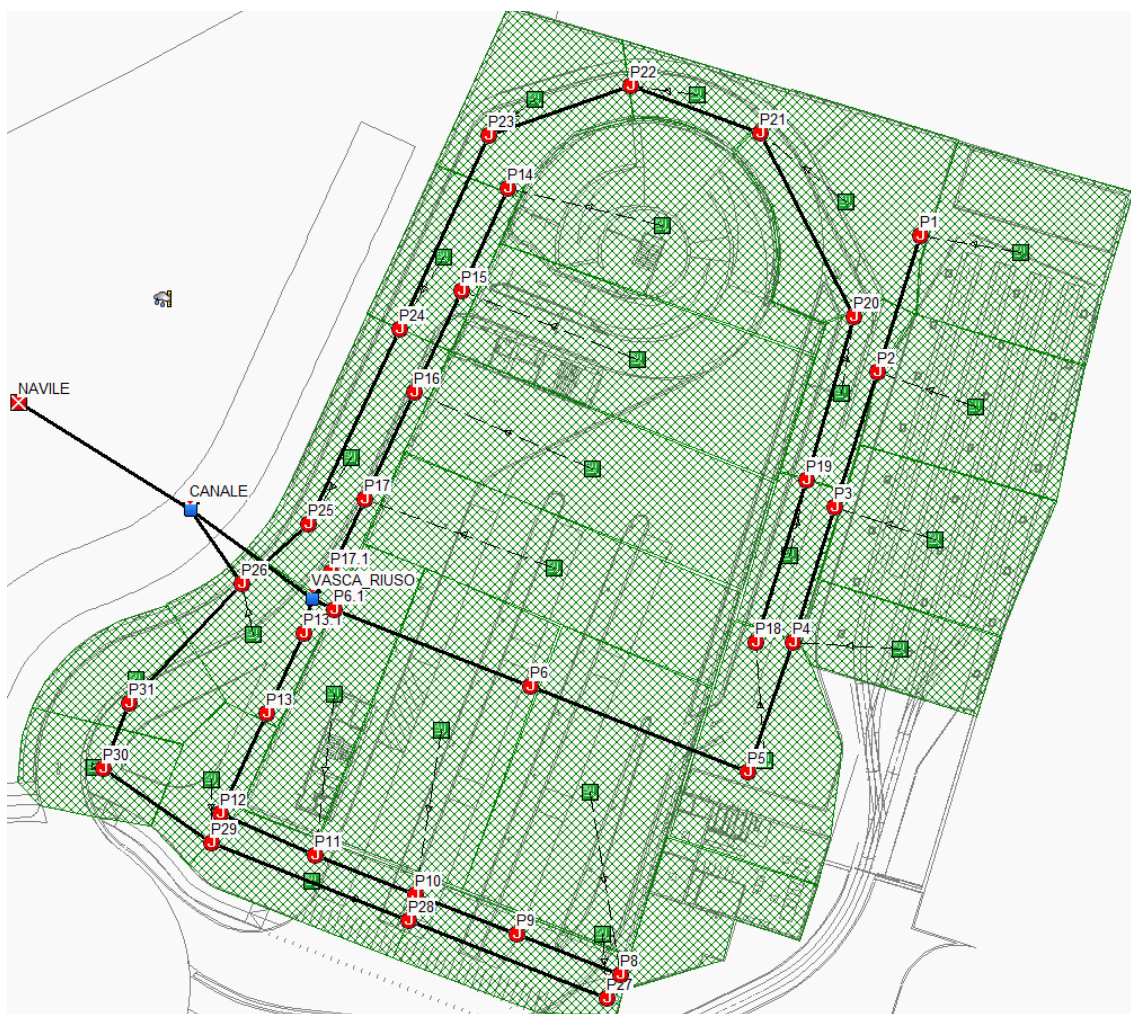 P22
P23
P21
P14
P1
P15
P20
P24
P2
NAVILE
P16
P19
P17
P3
CANALE
P25
P17.1
P26
VASCA_RIUSO
P6.1
P13.1
P18
P4
P6
P31
P13
P30
P5
P12
P29
P11
P10
P28
P9
P8
P27